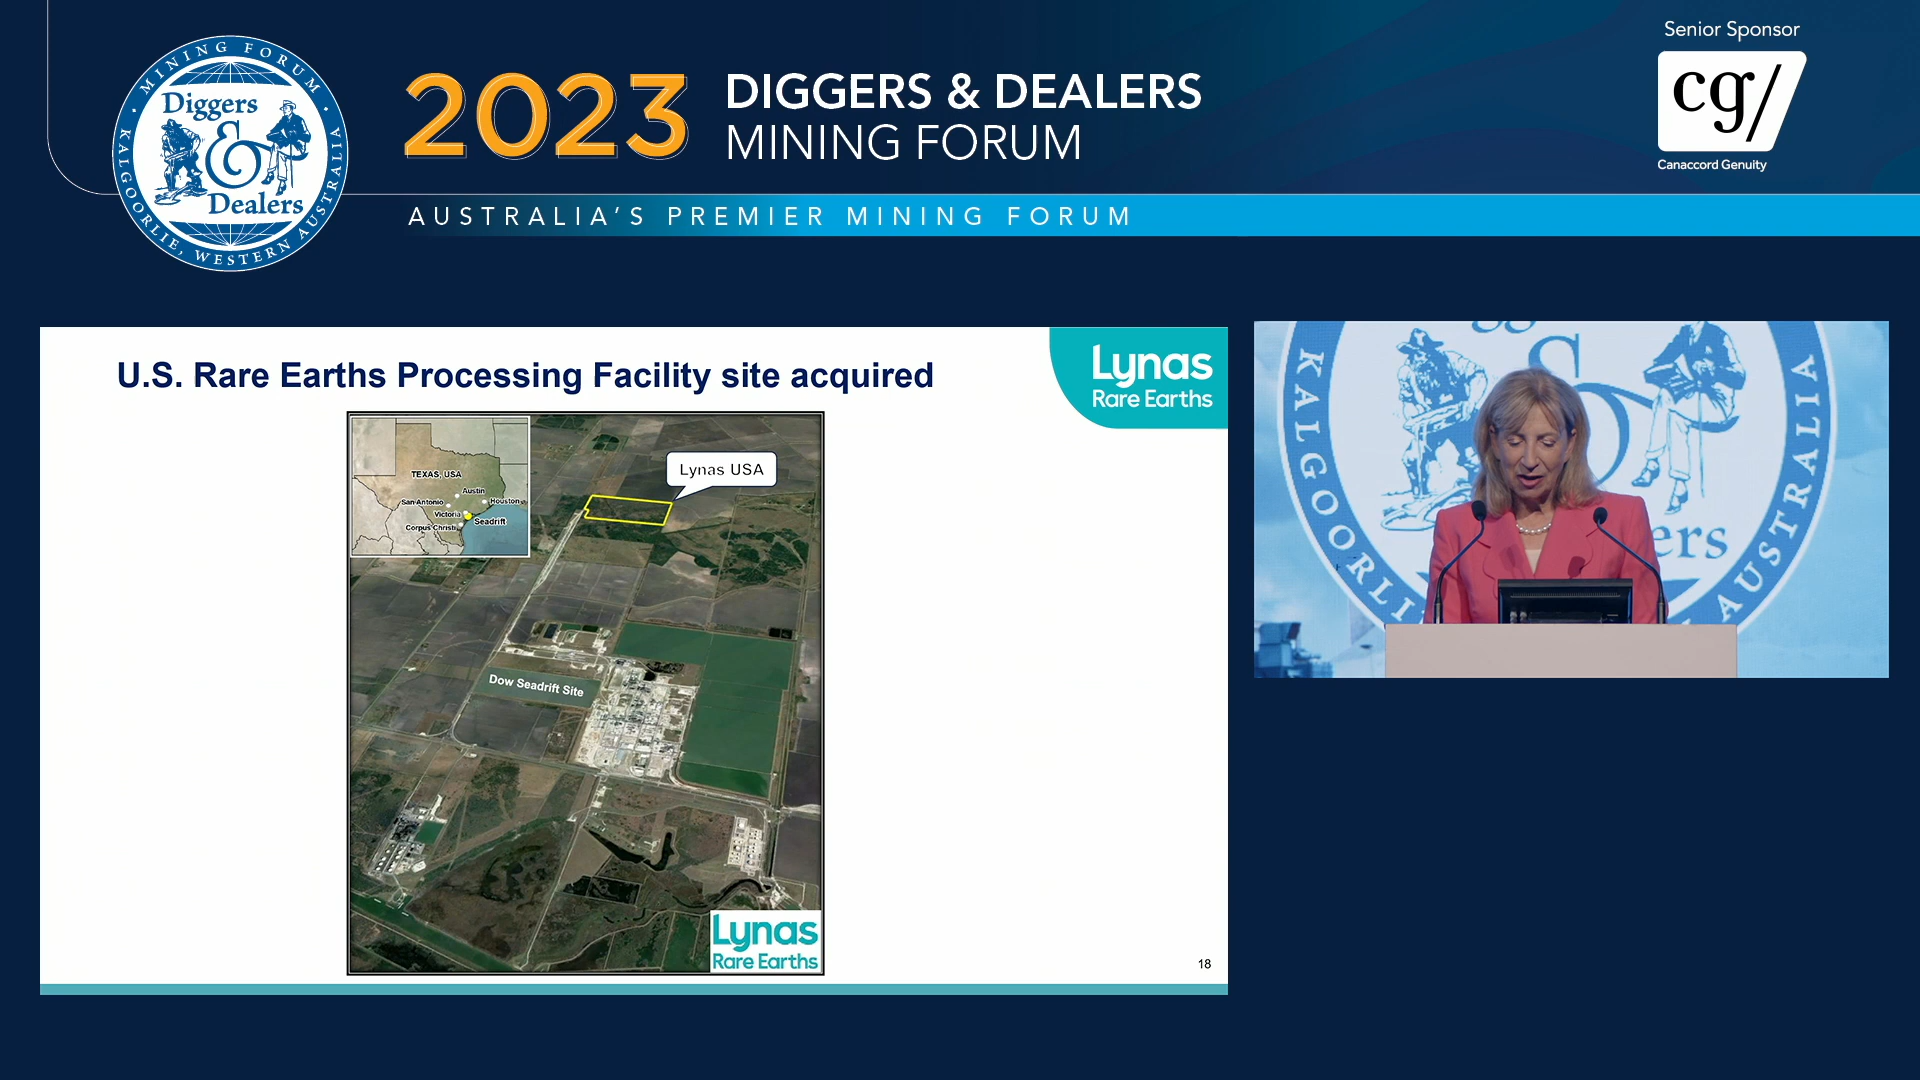 MINING FORUM
Diggers
&
Dealers
KALGOORLIE, WESTERN AUSTRALIA
2023
DIGGERS & DEALERS
MINING FORUM
AUSTRALIA'S PREMIER MINING FORUM
Senior Sponsor
cg/
Canaccord Genuity
U.S. Rare Earths Processing Facility site acquired
Lynas
Rare Earths
TEXAS, USA
Austin
San Antonio
Houston
Victoria
Seadrift
Corpus Christi
Lynas USA
Dow Seadrift Site
Lynas
Rare Earths
18
KALGOORLI
&
ers
AUSTRALIA